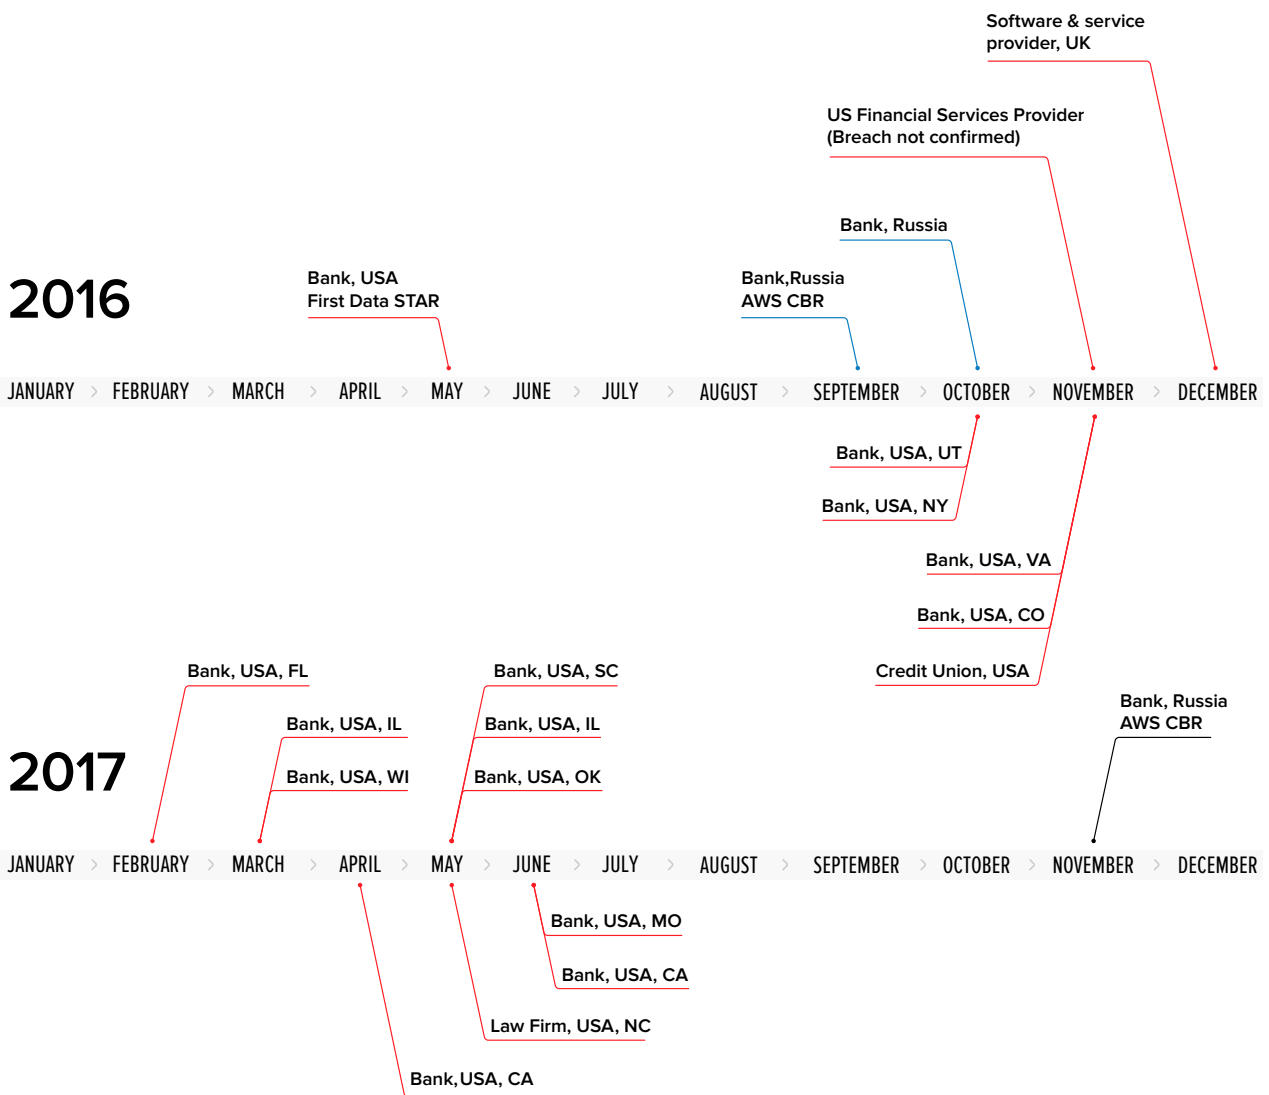 Software & service
provider, UK
US Financial Services Provider
(Breach not confirmed)
Bank, Russia
Bank, USA
First Data STAR
Bank,Russia
AWS CBR
2016
JANUARY > FEBRUARY > MARCH > APRIL > MAY > JUNE > JULY > AUGUST > SEPTEMBER > OCTOBER > NOVEMBER > DECEMBER
Bank, USA, UT
Bank, USA, NY
Bank, USA, VA
Bank, USA, CO
Credit Union, USA
Bank, USA, FL
Bank, USA, SC
Bank, Russia
AWS CBR
Bank, USA, IL
Bank, USA, IL
2017
Bank, USA, WI
Bank, USA, OK
JANUARY > FEBRUARY > MARCH > APRIL > MAY > JUNE > JULY > AUGUST > SEPTEMBER > OCTOBER > NOVEMBER > DECEMBER
Bank, USA, MO
Bank, USA, CA
Law Firm, USA, NC
Bank,USA, CA